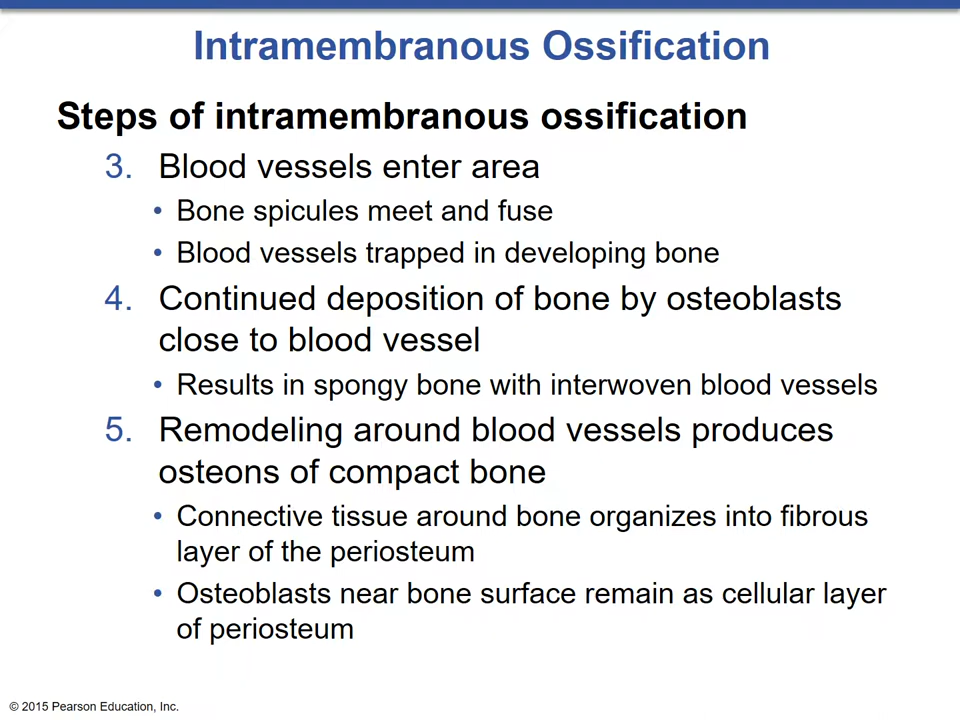 Intramembranous Ossification
Steps of intramembranous ossification
3. Blood vessels enter area
• Bone spicules meet and fuse
• Blood vessels trapped in developing bone
4. Continued deposition of bone by osteoblasts
close to blood vessel
• Results in spongy bone with interwoven blood vessels
5. Remodeling around blood vessels produces
osteons of compact bone
• Connective tissue around bone organizes into fibrous
layer of the periosteum
• Osteoblasts near bone surface remain as cellular layer
of periosteum
© 2015 Pearson Education, Inc.